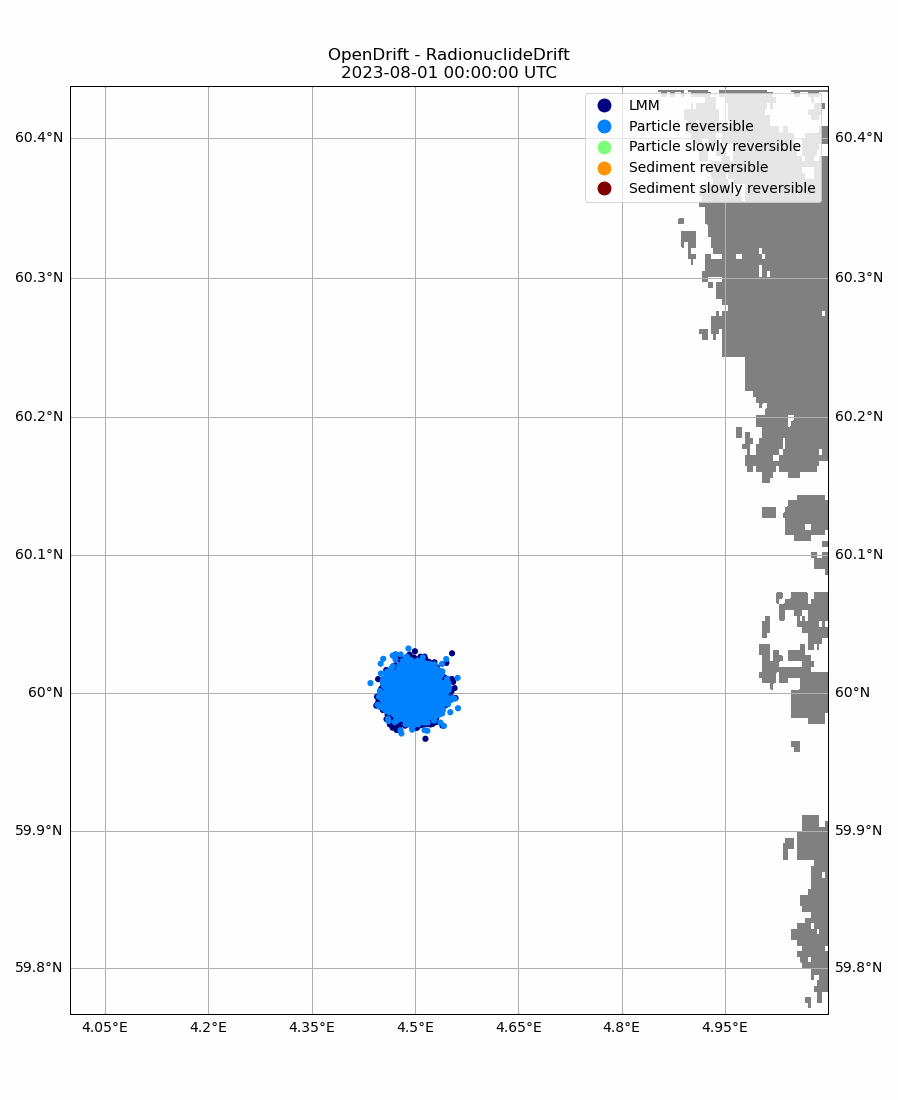 OpenDrift - RadionuclideDrift
2023-08-01 00:00:00 UTC
LMM
Particle reversible
Particle slowly reversible
Sediment reversible
Sediment slowly reversible
60.4°N 60.4°N
60.3°N 60.3°N
60.2°N 60.2°N
60.1°N 60.1°N
60°N 60°N
59.9°N 59.9°N
59.8°N 59.8°N
4.05°E 4.2°E 4.35°E 4.5°E 4.65°E 4.8°E 4.95°E